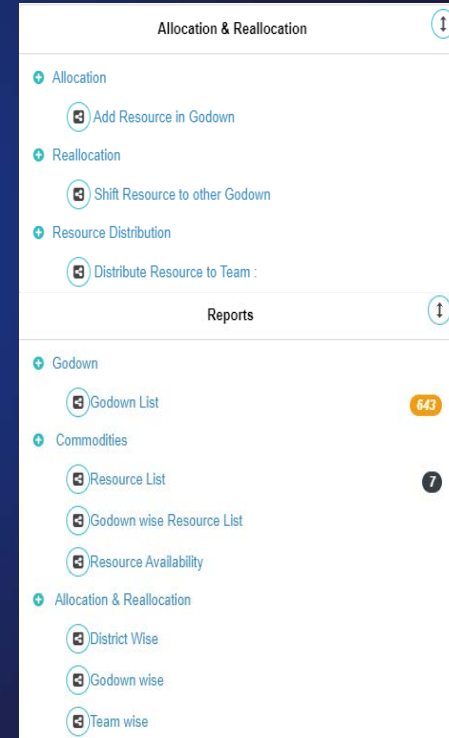 Allocation & Reallocation
Allocation
Add Resource in Godown
Reallocation
Shift Resource to other Godown
Resource Distribution
Distribute Resource to Team :
Reports
Godown
Godown List 643
Commodities
Resource List 7
Godown wise Resource List
Resource Availability
Allocation & Reallocation
District Wise
Godown wise
Team wise